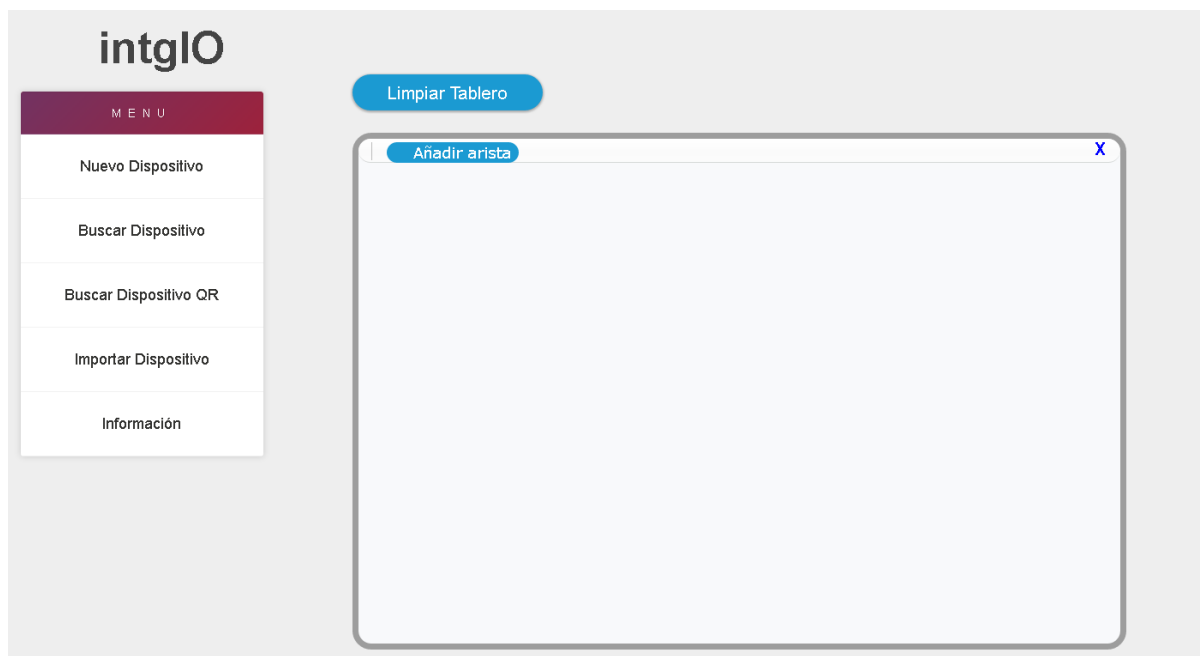 intgIO
MENU
Nuevo Dispositivo
Buscar Dispositivo
Buscar Dispositivo QR
Importar Dispositivo
Información
Limpiar Tablero
Añadir arista
X